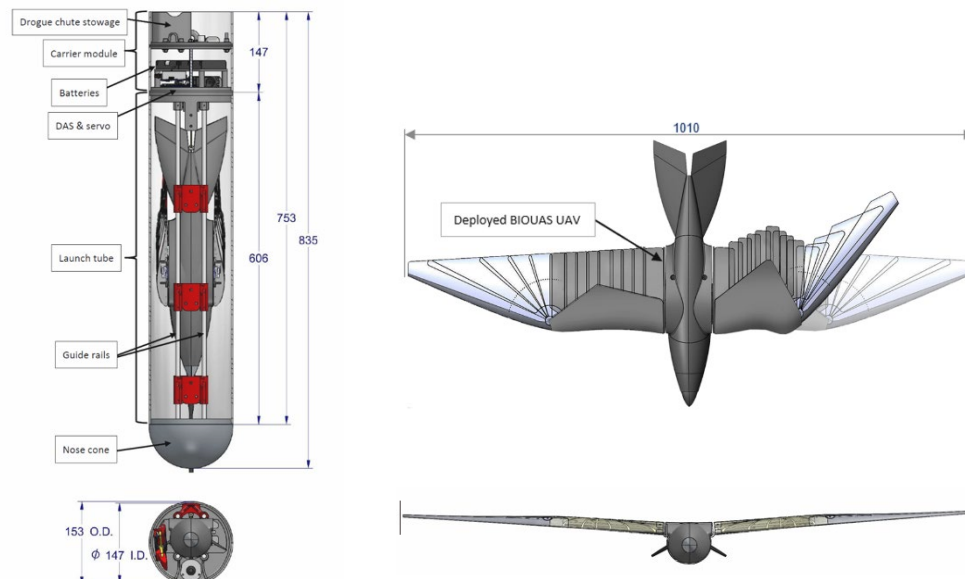 Drogue chute stowage
Carrier module
Batteries
DAS & servo
Launch tube
Guide rails
Nose cone
147
753
835
606
153 O.D.
Φ 147 I.D.
1010
Deployed BIOUAS UAV